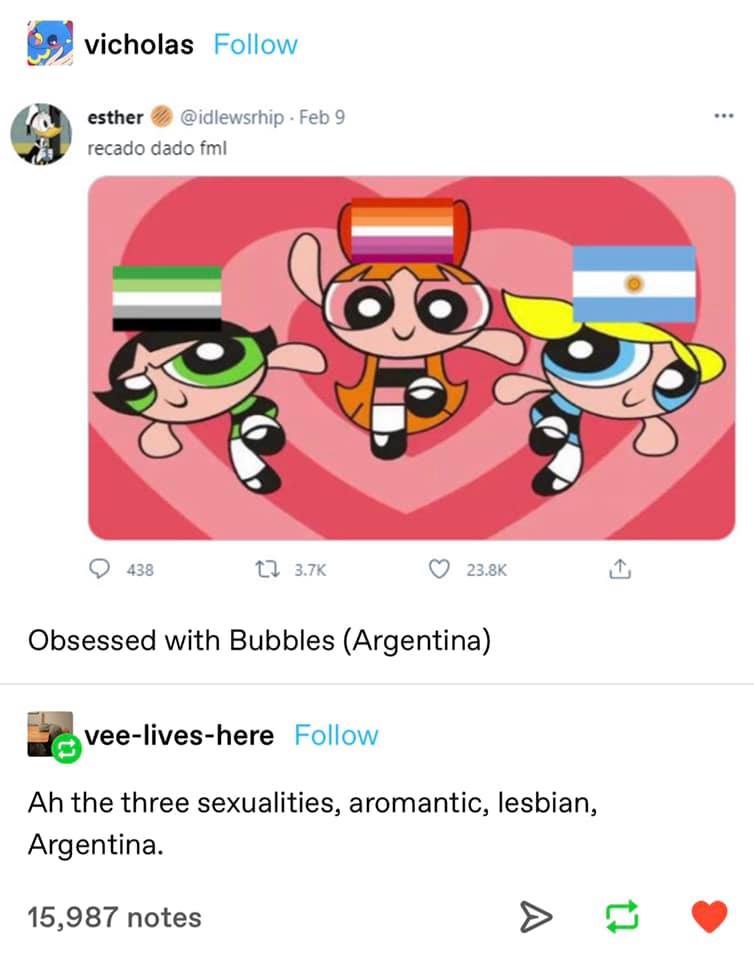 vicholas Follow
esther @idlewsrhip · Feb 9
recado dado fml
438 3.7K 23.8K
Obsessed with Bubbles (Argentina)
vee-lives-here Follow
Ah the three sexualities, aromantic, lesbian,
Argentina.
15,987 notes